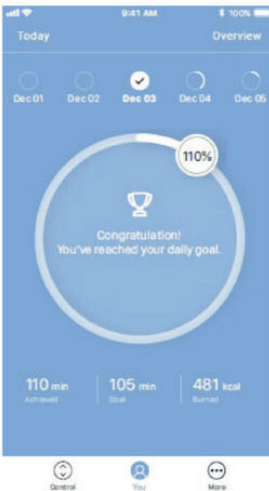 9:41 AM 100%
Today Overview
Dec 01 Dec 02 Dec 03 Dec 04 Dec 05
110%
Congratulation!
You've reached your daily goal.
110 min 105 min 481 kcal
Achieved Goal Burned
Control You More